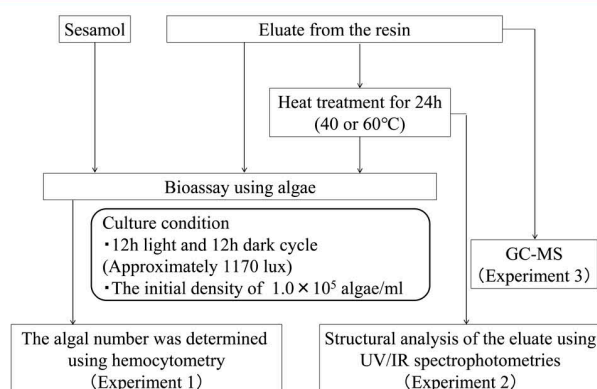 Sesamol
Eluate from the resin
Heat treatment for 24h
(40 or 60℃)
Bioassay using algae
Culture condition
・12h light and 12h dark cycle
(Approximately 1170 lux)
・The initial density of 1.0×10⁵ algae/ml
GC-MS
(Experiment 3)
The algal number was determined
using hemocytometry
(Experiment 1)
Structural analysis of the eluate using
UV/IR spectrophotometries
(Experiment 2)